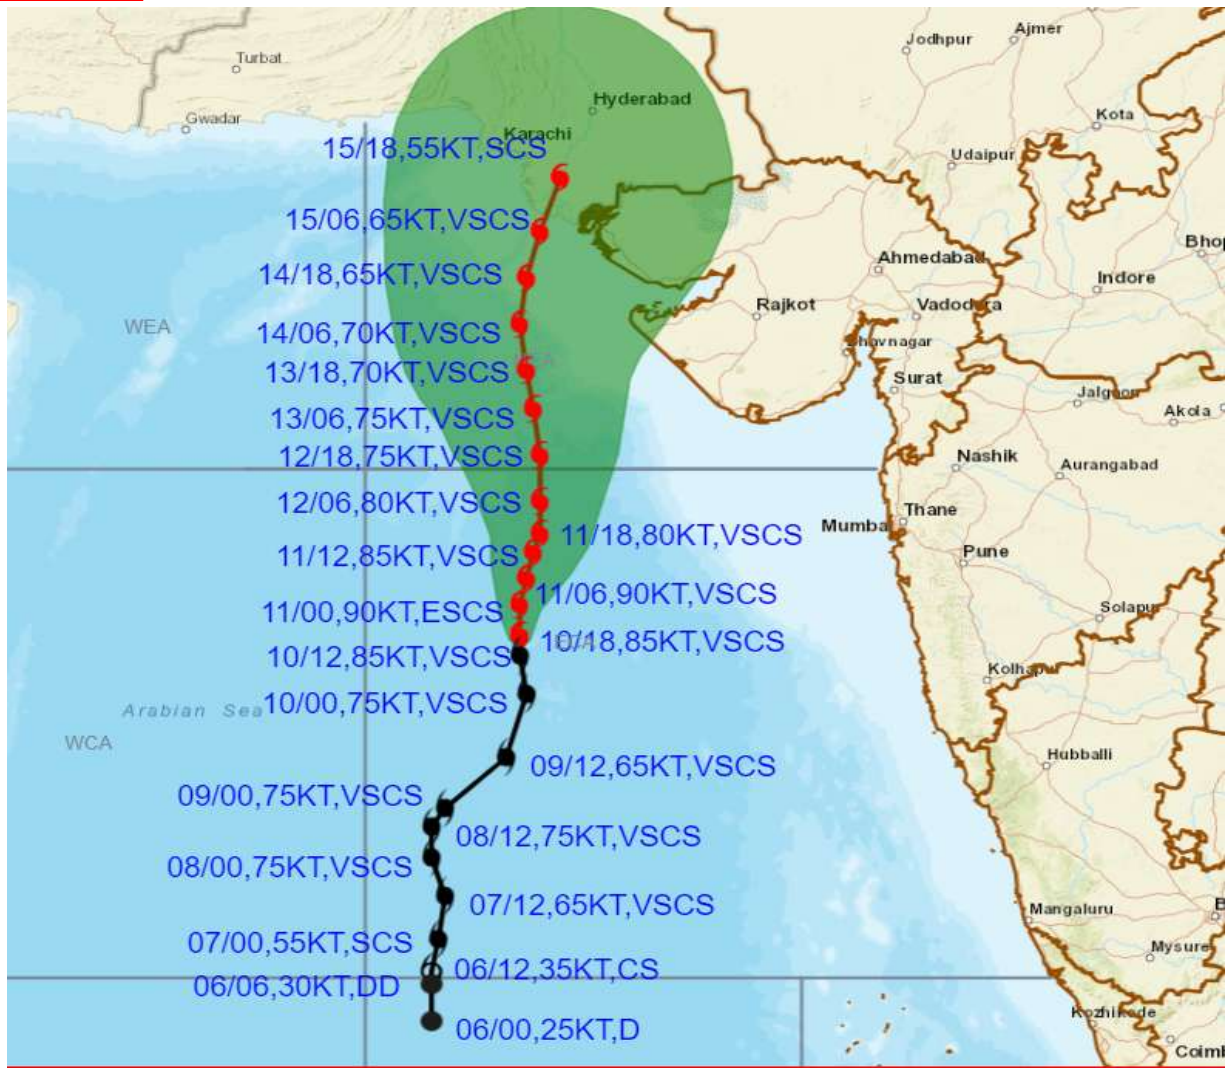 Ajmer
Jodhpur
Turbat
Hyderabad
Kota
Gwadar
Karachi
15/18,55KT,SCS
Udaipur
15/06,65KT,VSCS
Bhop
Ahmedabad
14/18,65KT,VSCS
Indore
Rajkot
Vadodara
WEA
14/06,70KT,VSCS
Bhavnagar
13/18,70KT,VSCS
Surat
Jalgaon
13/06,75KT,VSCS
Akola
12/18,75KT,VSCS
Nashik
Aurangabad
12/06,80KT,VSCS
Thane
Mumbai
11/18,80KT,VSCS
11/12,85KT,VSCS
Pune
11/06,90KT,VSCS
11/00,90KT,ESCS
Solapur
10/18,85KT,VSCS
10/12,85KT,VSCS
Kolhapur
10/00,75KT,VSCS
Arabian Sea
WCA
Hubballi
09/12,65KT,VSCS
09/00,75KT,VSCS
08/12,75KT,VSCS
08/00,75KT,VSCS
07/12,65KT,VSCS
Mangaluru
B
07/00,55KT,SCS
Mysuru
06/12,35KT,CS
06/06,30KT,DD
Kozhikode
06/00,25KT,D
Coimb